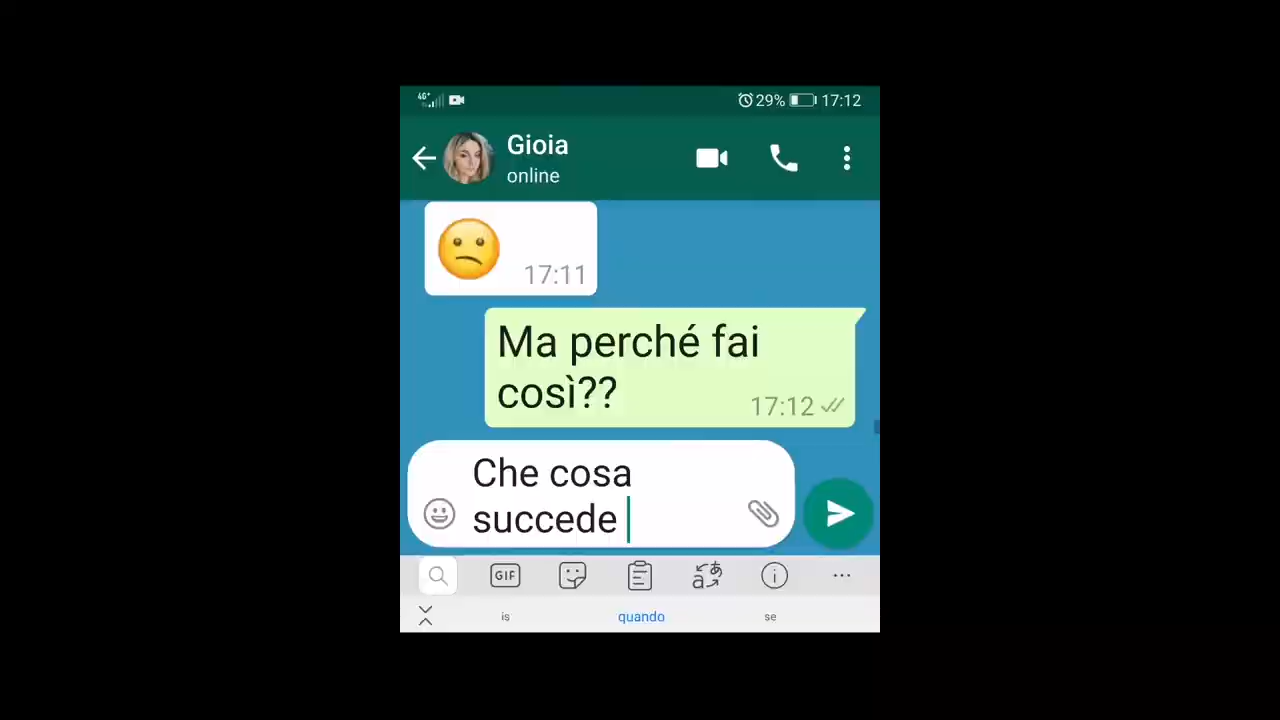 4G+ 29% 17:12
Gioia
online
17:11
Ma perché fai
così??
17:12
Che cosa
succede
GIF
is quando se